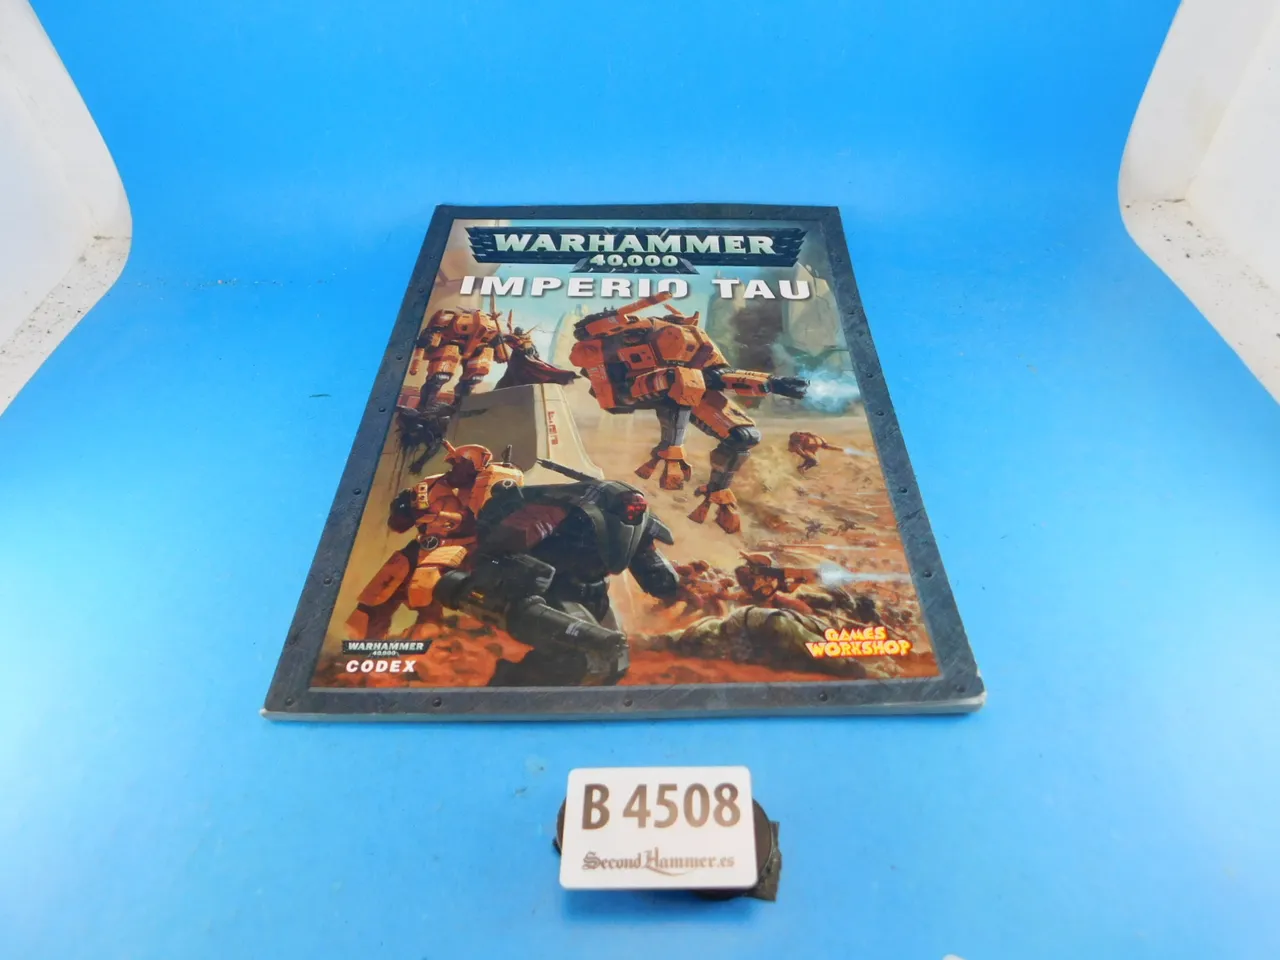 WARHAMMER
40,000
IMPERIO TAU
WARHAMMER
40,000
CODEX
GAMES
WORKSHOP
B 4508
SecondHammer.es